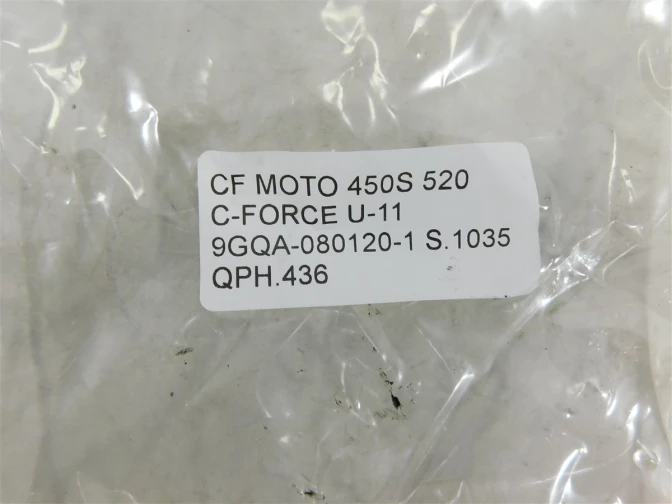 CF MOTO 450S 520
C-FORCE U-11
9GQA-080120-1 S.1035
QPH.436